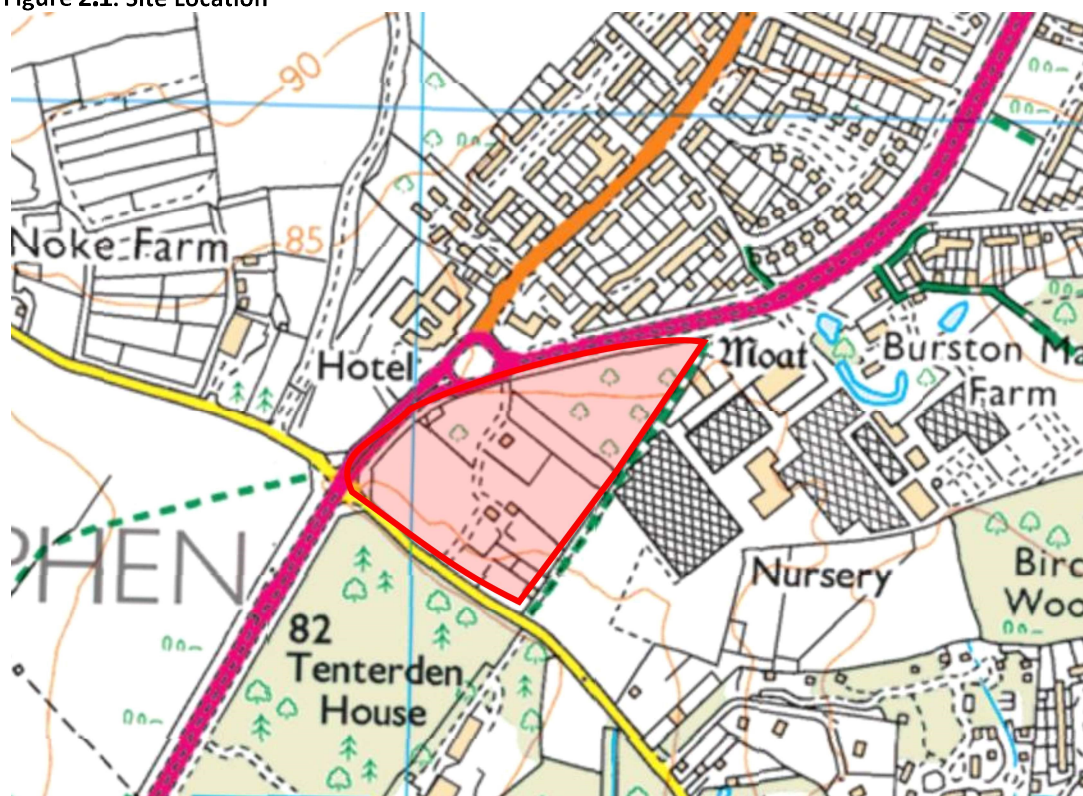 Figure 2.1: Site Location
90
Noke Farm
85
Hotel
Moat
Burston Ma
Farm
PHEN
Nursery
Birc
Woo
82
Tenterden
House